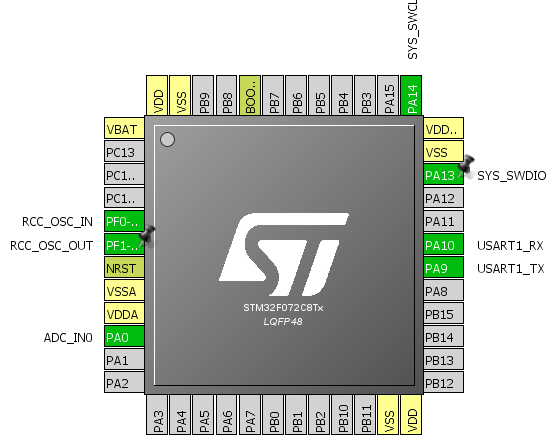 SYS_SWCL
VDD
VSS
PB9
PB8
BOO..
PB7
PB6
PB5
PB4
PB3
PA15
PA14
VBAT
PC13
PC1..
PC1..
RCC_OSC_IN PF0-..
RCC_OSC_OUT PF1-..
NRST
VSSA
VDDA
ADC_IN0 PA0
PA1
PA2
ST
STM32F072C8Tx
LQFP48
VDD..
VSS
PA13 SYS_SWDIO
PA12
PA11
PA10 USART1_RX
PA9 USART1_TX
PA8
PB15
PB14
PB13
PB12
PA3
PA4
PA5
PA6
PA7
PB0
PB1
PB2
PB10
PB11
VSS
VDD